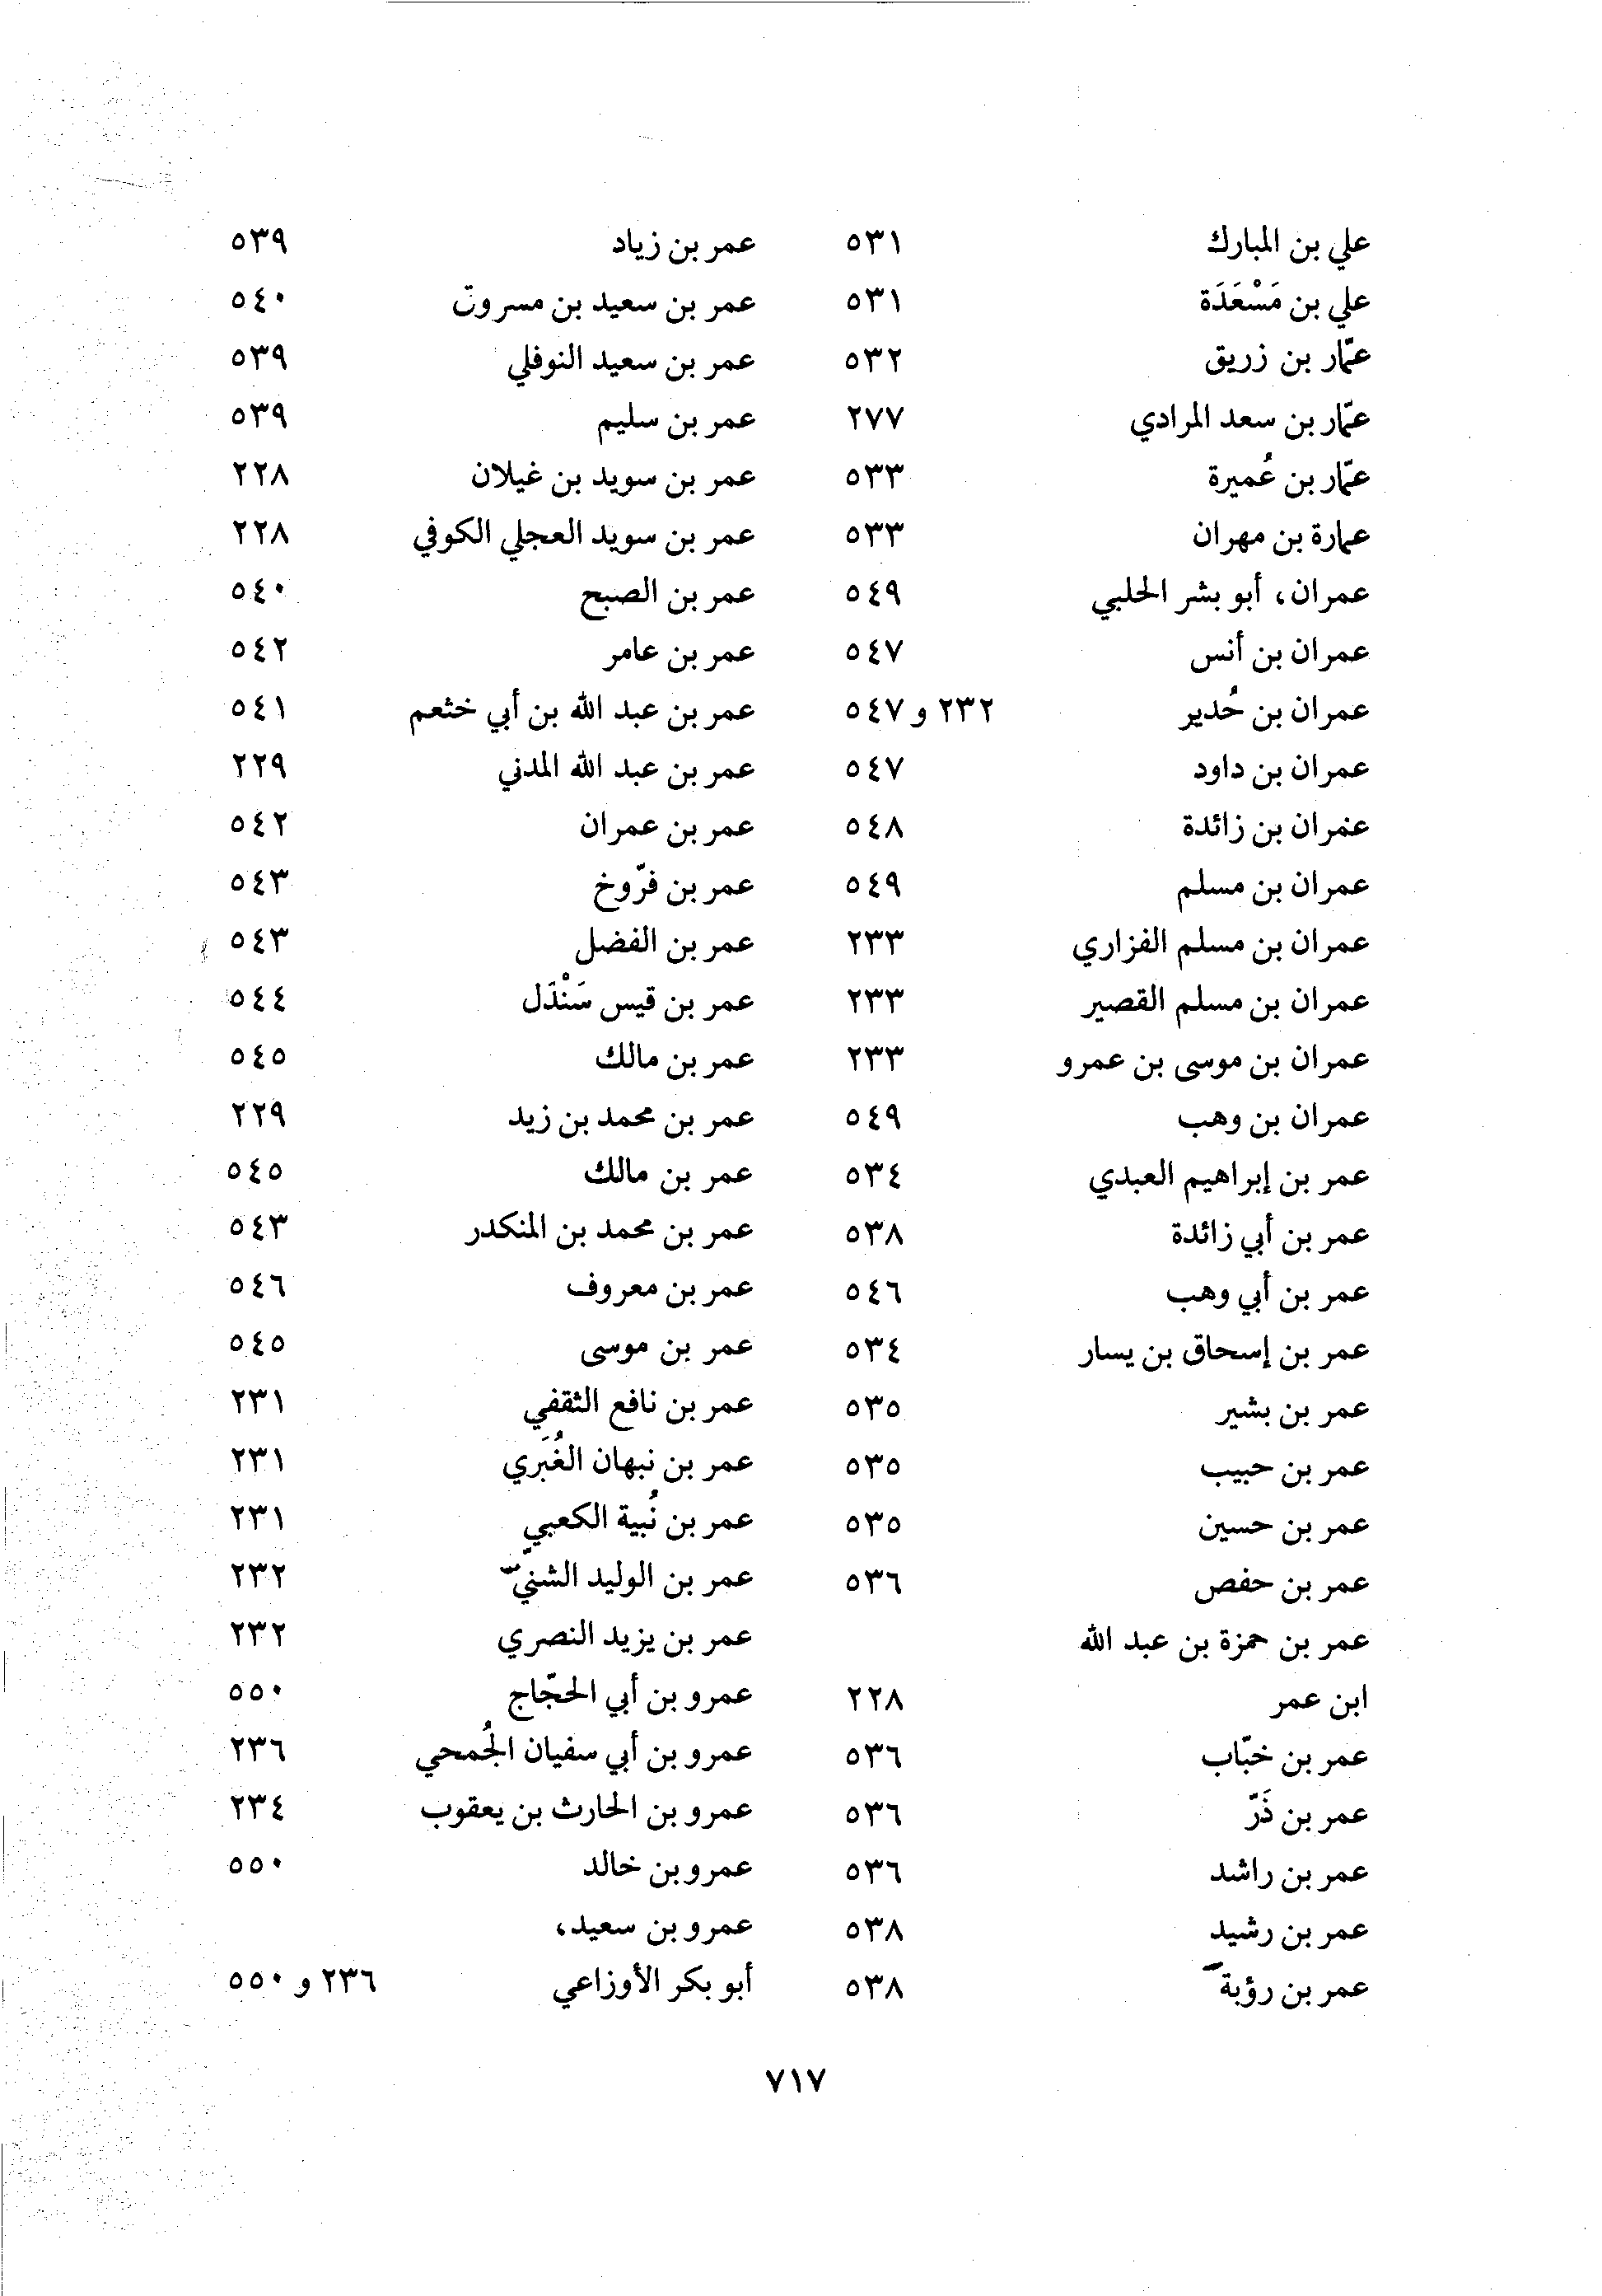 علي بن المبارك ٥٣١
علي بن مَسْعَدَة ٥٣١
عمّار بن زريق ٥٣٢
عمّار بن سعد المرادي ٢٧٧
عمّار بن عُميرة ٥٣٣
عمارة بن مهران ٥٣٣
عمران، أبو بشر الحلبي ٥٤٩
عمران بن أنس ٥٤٧
عمران بن حُدير ٢٣٢ و ٥٤٧
عمران بن داود ٥٤٧
عمران بن زائدة ٥٤٨
عمران بن مسلم ٥٤٩
عمران بن مسلم الفزاري ٢٣٣
عمران بن مسلم القصير ٢٣٣
عمران بن موسى بن عمرو ٢٣٣
عمران بن وهب ٥٤٩
عمر بن إبراهيم العبدي ٥٣٤
عمر بن أبي زائدة ٥٣٨
عمر بن أبي وهب ٥٤٦
عمر بن إسحاق بن يسار ٥٣٤
عمر بن بشير ٥٣٥
عمر بن حبيب ٥٣٥
عمر بن حسين ٥٣٥
عمر بن حفص ٥٣٦
عمر بن حمزة بن عبد الله
ابن عمر ٢٢٨
عمر بن خبّاب ٥٣٦
عمر بن ذَرّ ٥٣٦
عمر بن راشد ٥٣٦
عمر بن رشيد ٥٣٨
عمر بن رؤبة ٥٣٨
عمر بن زياد ٥٣٩
عمر بن سعيد بن مسروق ٥٤٠
عمر بن سعيد النوفلي ٥٣٩
عمر بن سليم ٥٣٩
عمر بن سويد بن غيلان ٢٢٨
عمر بن سويد العجلي الكوفي ٢٢٨
عمر بن الصبح ٥٤٠
عمر بن عامر ٥٤٢
عمر بن عبد الله بن أبي خثعم ٥٤١
عمر بن عبد الله المدني ٢٢٩
عمر بن عمران ٥٤٢
عمر بن فرّوخ ٥٤٣
عمر بن الفضل ٥٤٣
عمر بن قيس سَنْدَل ٥٤٤
عمر بن مالك ٥٤٥
عمر بن محمد بن زيد ٢٢٩
عمر بن مالك ٥٤٥
عمر بن محمد بن المنكدر ٥٤٣
عمر بن معروف ٥٤٦
عمر بن موسى ٥٤٥
عمر بن نافع الثقفي ٢٣١
عمر بن نبهان الغُبَري ٢٣١
عمر بن نُبية الكعبي ٢٣١
عمر بن الوليد الشنيّ ٢٣٢
عمر بن يزيد النصري ٢٣٢
عمرو بن أبي الحجّاج ٥٥٠
عمرو بن أبي سفيان الجُمحي ٢٣٦
عمرو بن الحارث بن يعقوب ٢٣٤
عمرو بن خالد ٥٥٠
عمرو بن سعيد،
أبو بكر الأوزاعي ٢٣٦ و ٥٥٠
٧١٧